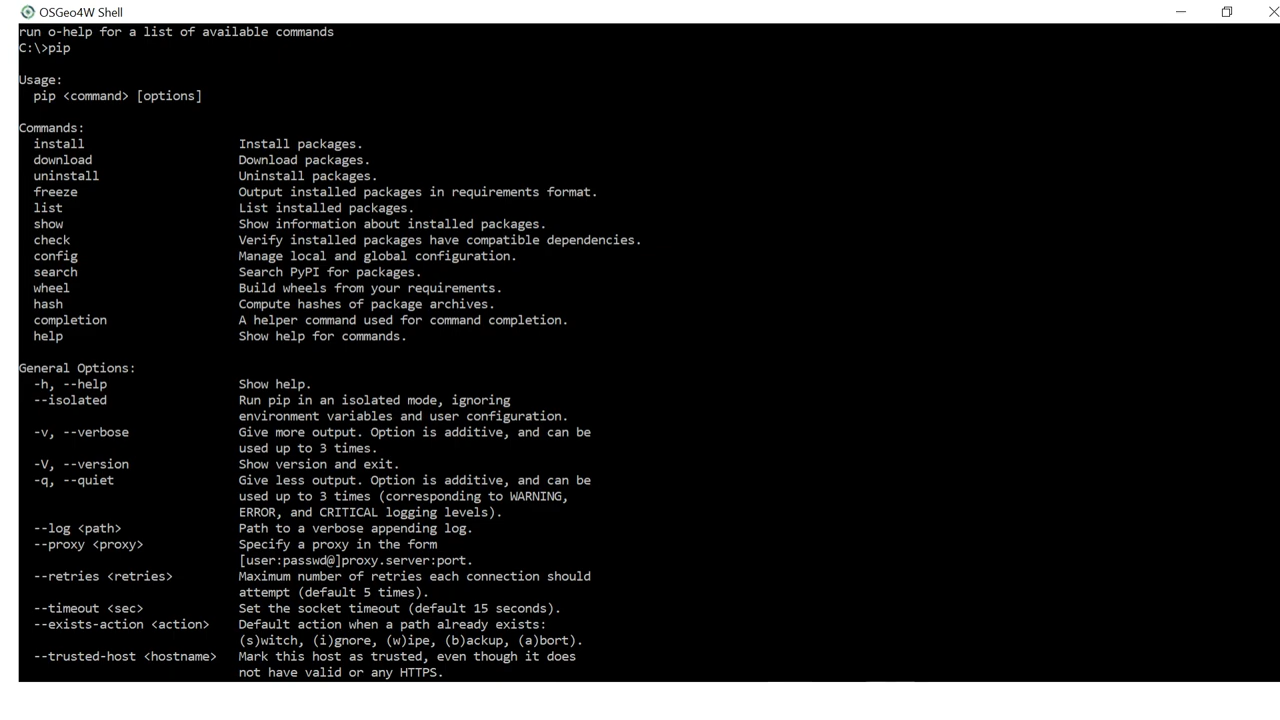 OSGeo4W Shell
run o-help for a list of available commands
C:\>pip
Usage:
pip <command> [options]
Commands:
install Install packages.
download Download packages.
uninstall Uninstall packages.
freeze Output installed packages in requirements format.
list List installed packages.
show Show information about installed packages.
check Verify installed packages have compatible dependencies.
config Manage local and global configuration.
search Search PyPI for packages.
wheel Build wheels from your requirements.
hash Compute hashes of package archives.
completion A helper command used for command completion.
help Show help for commands.
General Options:
-h, --help Show help.
--isolated Run pip in an isolated mode, ignoring
environment variables and user configuration.
-v, --verbose Give more output. Option is additive, and can be
used up to 3 times.
-V, --version Show version and exit.
-q, --quiet Give less output. Option is additive, and can be
used up to 3 times (corresponding to WARNING,
ERROR, and CRITICAL logging levels).
--log <path> Path to a verbose appending log.
--proxy <proxy> Specify a proxy in the form
[user:passwd@]proxy.server:port.
--retries <retries> Maximum number of retries each connection should
attempt (default 5 times).
--timeout <sec> Set the socket timeout (default 15 seconds).
--exists-action <action> Default action when a path already exists:
(s)witch, (i)gnore, (w)ipe, (b)ackup, (a)bort).
--trusted-host <hostname> Mark this host as trusted, even though it does
not have valid or any HTTPS.